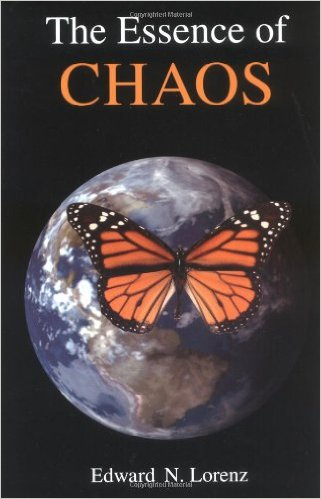 The Essence of
CHAOS
Edward N. Lorenz